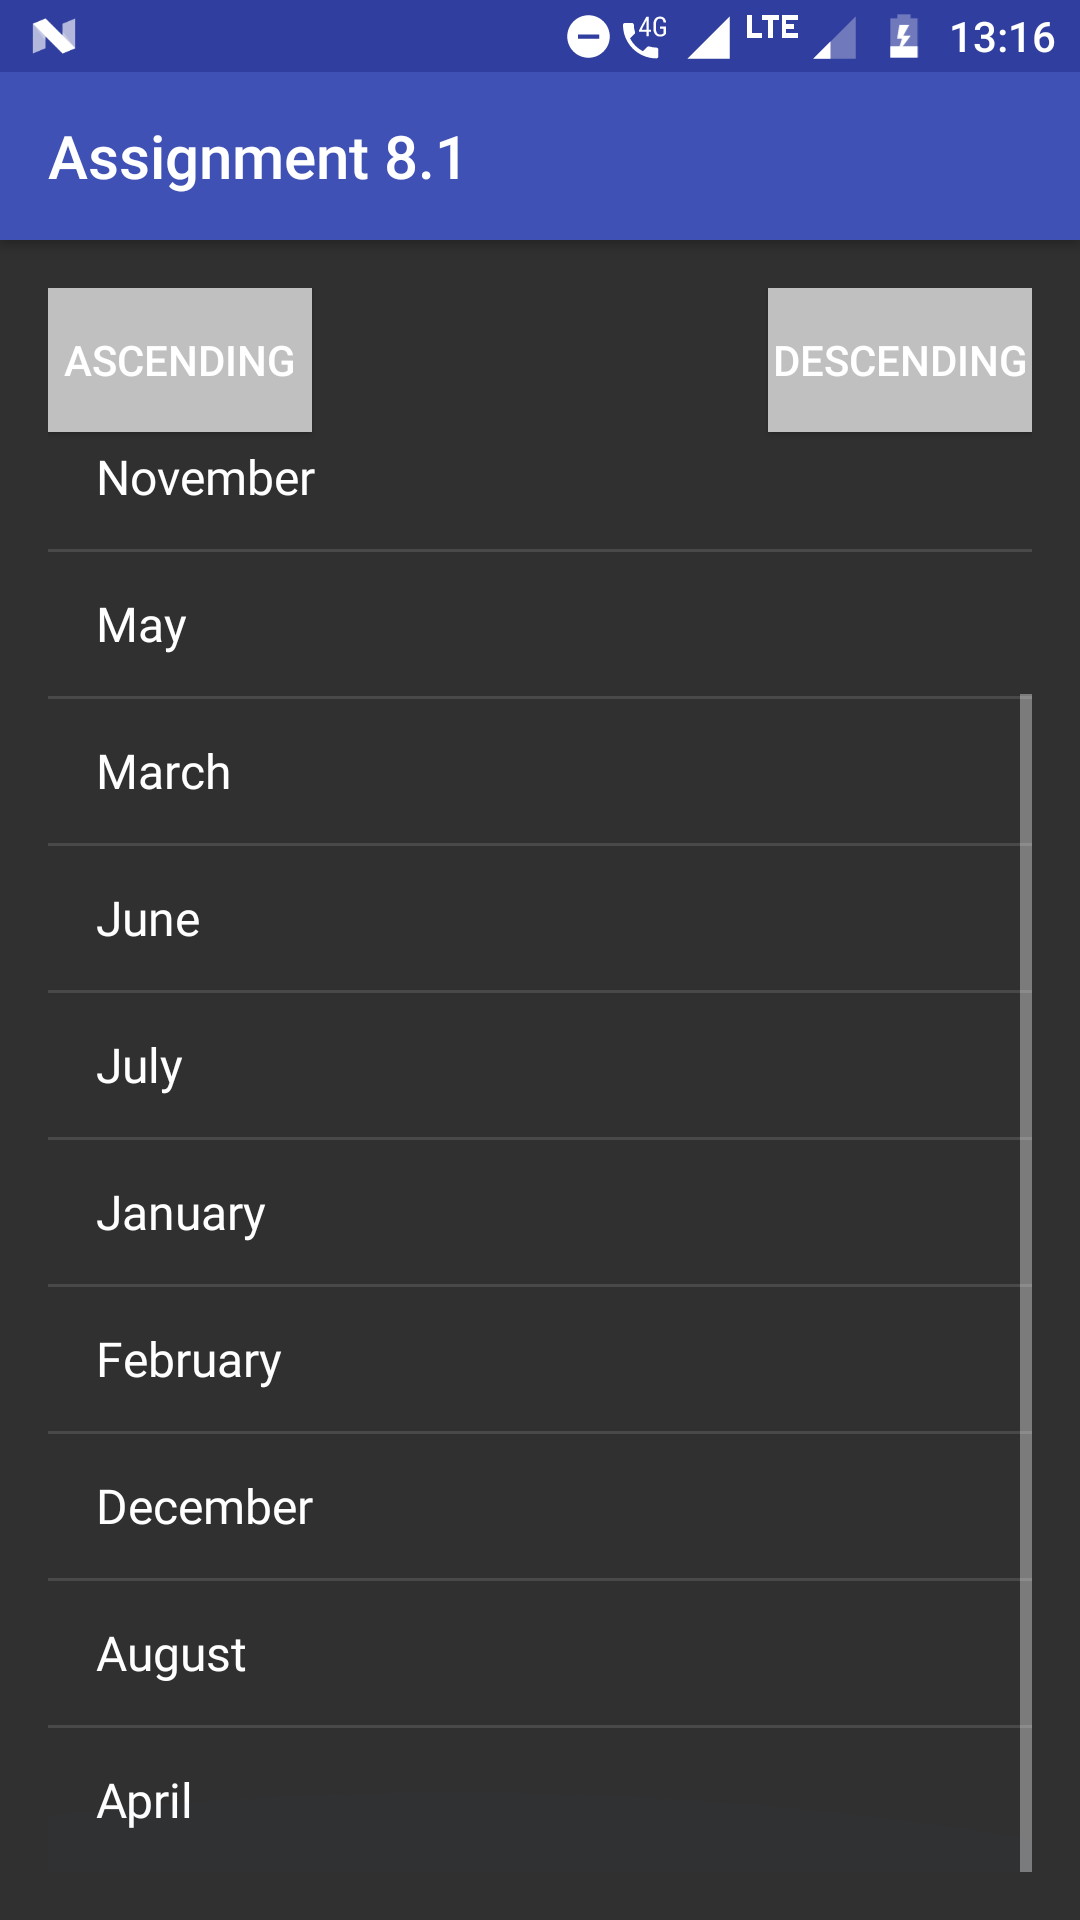 4G LTE 13:16
Assignment 8.1
ASCENDING DESCENDING
November
May
March
June
July
January
February
December
August
April